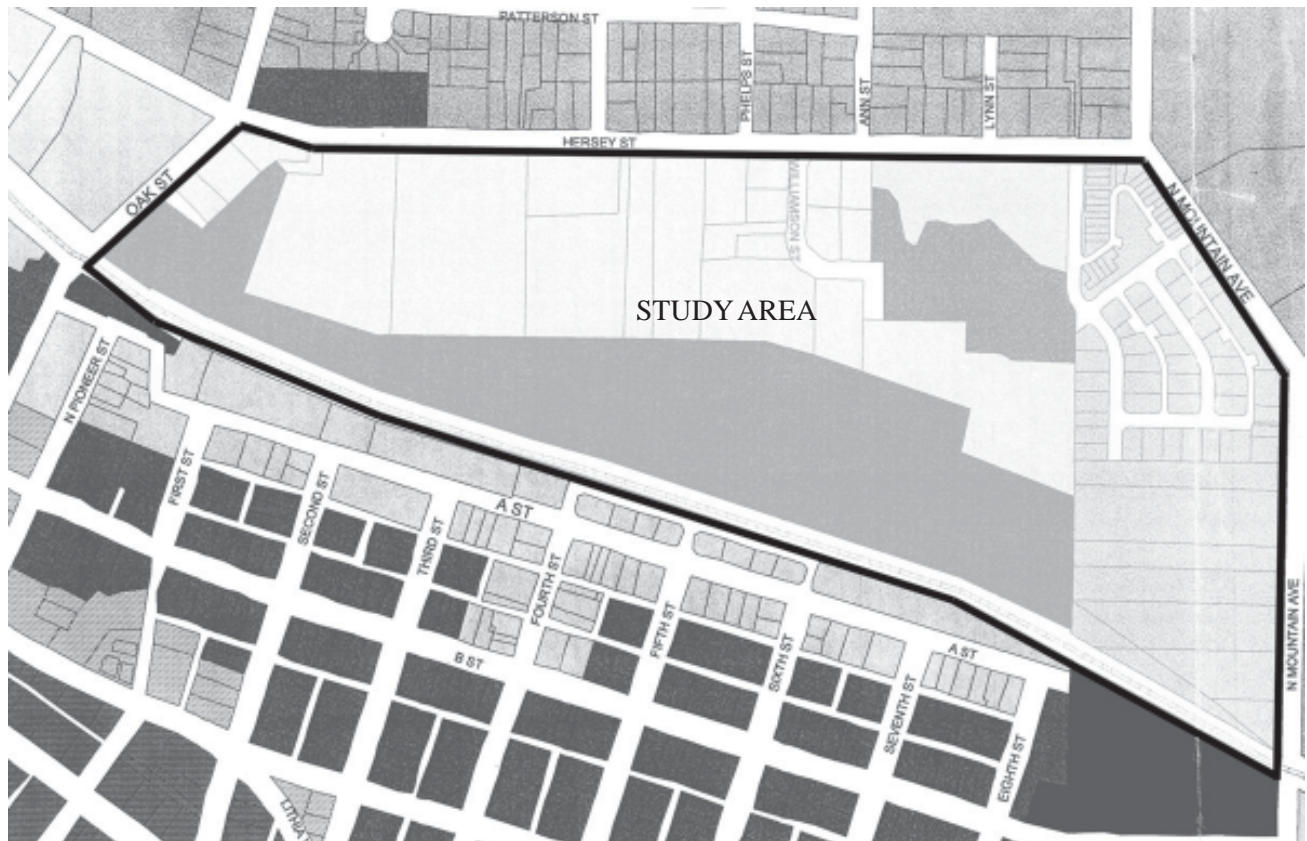 PATTERSON ST
PHELPS ST
ANN ST
LYNN ST
HERSEY ST
OAK ST
WILLIAMSON ST
N MOUNTAIN AVE
STUDY AREA
N PIONEER ST
FIRST ST
SECOND ST
THIRD ST
A ST
FOURTH ST
FIFTH ST
SIXTH ST
SEVENTH ST
A ST
EIGHTH ST
B ST
N MOUNTAIN AVE
LITHIA